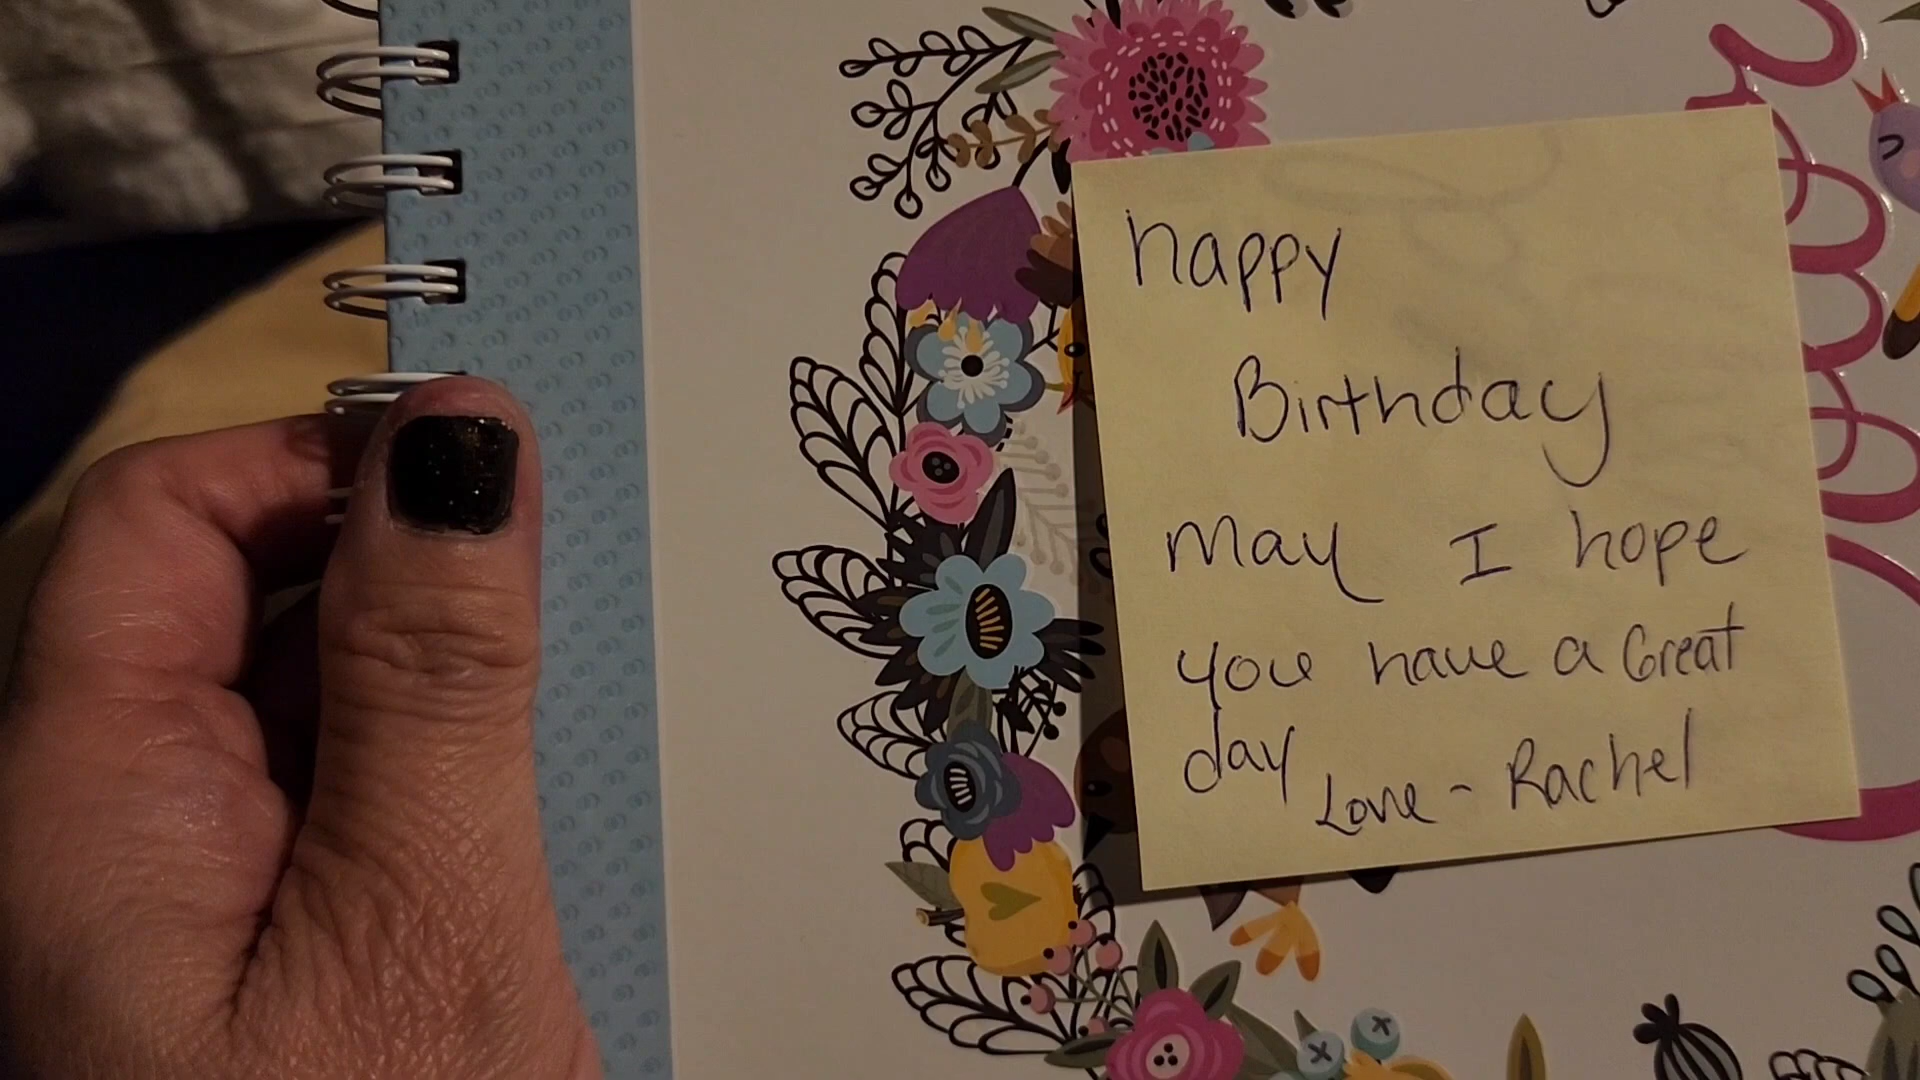 happy
Birthday
May I hope
you have a Great
day Love - Rachel